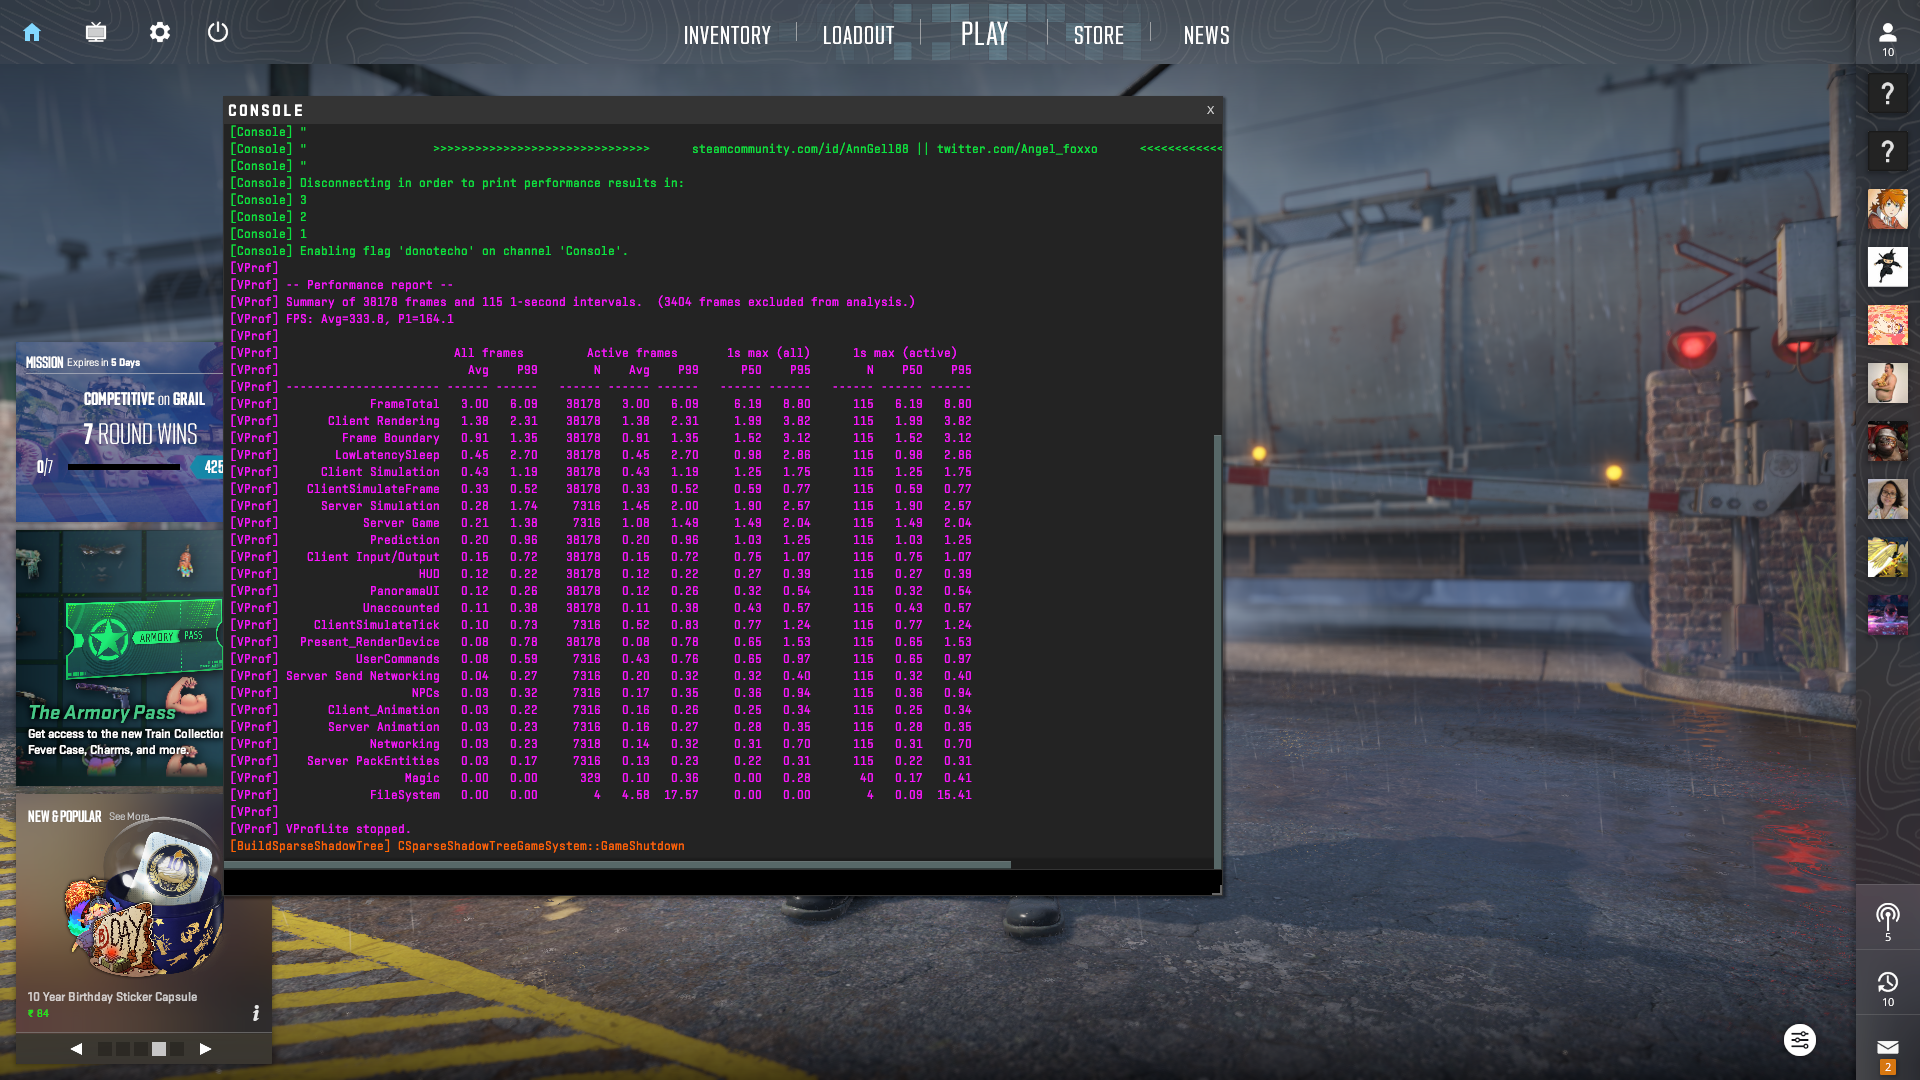 INVENTORY LOADOUT PLAY STORE NEWS
10
CONSOLE X
[Console] "
[Console] " >>>>>>>>>>>>>>>>>>>>>>>>>>>>>>> steamcommunity.com/id/AnnGell88 || twitter.com/Angel_foxxo <<<<<<<<<<<<
[Console] "
[Console] Disconnecting in order to print performance results in:
[Console] 3
[Console] 2
[Console] 1
[Console] Enabling flag 'donotecho' on channel 'Console'.
[VProf]
[VProf] -- Performance report --
[VProf] Summary of 38178 frames and 115 1-second intervals. (3404 frames excluded from analysis.)
[VProf] FPS: Avg=333.8, P1=164.1
[VProf]
[VProf] All frames Active frames 1s max (all) 1s max (active)
[VProf] Avg P99 N Avg P99 P50 P95 N P50 P95
[VProf] ---------------------- ------ ------ ------ ------ ------ ------ ------ ------ ------ ------
[VProf] FrameTotal 3.00 6.09 38178 3.00 6.09 6.19 8.80 115 6.19 8.80
[VProf] Client Rendering 1.38 2.31 38178 1.38 2.31 1.99 3.82 115 1.99 3.82
[VProf] Frame Boundary 0.91 1.35 38178 0.91 1.35 1.52 3.12 115 1.52 3.12
[VProf] LowLatencySleep 0.45 2.70 38178 0.45 2.70 0.98 2.86 115 0.98 2.86
[VProf] Client Simulation 0.43 1.19 38178 0.43 1.19 1.25 1.75 115 1.25 1.75
[VProf] ClientSimulateFrame 0.33 0.52 38178 0.33 0.52 0.59 0.77 115 0.59 0.77
[VProf] Server Simulation 0.28 1.74 7316 1.45 2.00 1.90 2.57 115 1.90 2.57
[VProf] Server Game 0.21 1.38 7316 1.08 1.49 1.49 2.04 115 1.49 2.04
[VProf] Prediction 0.20 0.96 38178 0.20 0.96 1.03 1.25 115 1.03 1.25
[VProf] Client Input/Output 0.15 0.72 38178 0.15 0.72 0.75 1.07 115 0.75 1.07
[VProf] HUD 0.12 0.22 38178 0.12 0.22 0.27 0.39 115 0.27 0.39
[VProf] PanoramaUI 0.12 0.26 38178 0.12 0.26 0.32 0.54 115 0.32 0.54
[VProf] Unaccounted 0.11 0.38 38178 0.11 0.38 0.43 0.57 115 0.43 0.57
[VProf] ClientSimulateTick 0.10 0.73 7316 0.52 0.83 0.77 1.24 115 0.77 1.24
[VProf] Present_RenderDevice 0.08 0.78 38178 0.08 0.78 0.65 1.53 115 0.65 1.53
[VProf] UserCommands 0.08 0.59 7316 0.43 0.76 0.65 0.97 115 0.65 0.97
[VProf] Server Send Networking 0.04 0.27 7316 0.20 0.32 0.32 0.40 115 0.32 0.40
[VProf] NPCs 0.03 0.32 7316 0.17 0.35 0.36 0.94 115 0.36 0.94
[VProf] Client_Animation 0.03 0.22 7316 0.16 0.26 0.25 0.34 115 0.25 0.34
[VProf] Server Animation 0.03 0.23 7316 0.16 0.27 0.28 0.35 115 0.28 0.35
[VProf] Networking 0.03 0.23 7318 0.14 0.32 0.31 0.70 115 0.31 0.70
[VProf] Server PackEntities 0.03 0.17 7316 0.13 0.23 0.22 0.31 115 0.22 0.31
[VProf] Magic 0.00 0.00 329 0.10 0.36 0.00 0.28 40 0.17 0.41
[VProf] FileSystem 0.00 0.00 4 4.58 17.57 0.00 0.00 4 0.09 15.41
[VProf]
[VProf] VProfLite stopped.
[BuildSparseShadowTree] CSparseShadowTreeGameSystem::GameShutdown
MISSION Expires in 5 Days
COMPETITIVE on GRAIL
7 ROUND WINS
0/7 425
ARMORY PASS
The Armory Pass
Get access to the new Train Collection
Fever Case, Charms, and more.
NEW & POPULAR See More
10
B DAY
10 Year Birthday Sticker Capsule
₹ 84
i
? 
?
5
10
2